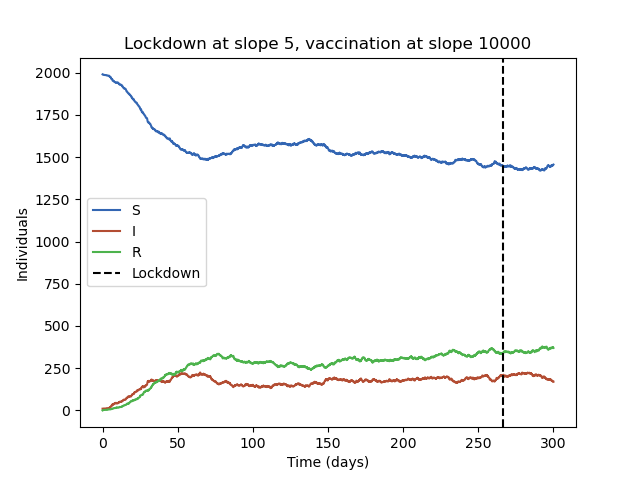 Lockdown at slope 5, vaccination at slope 10000
Individuals
2000
1750
1500
1250
1000
750
500
250
0
S
I
R
Lockdown
0 50 100 150 200 250 300
Time (days)